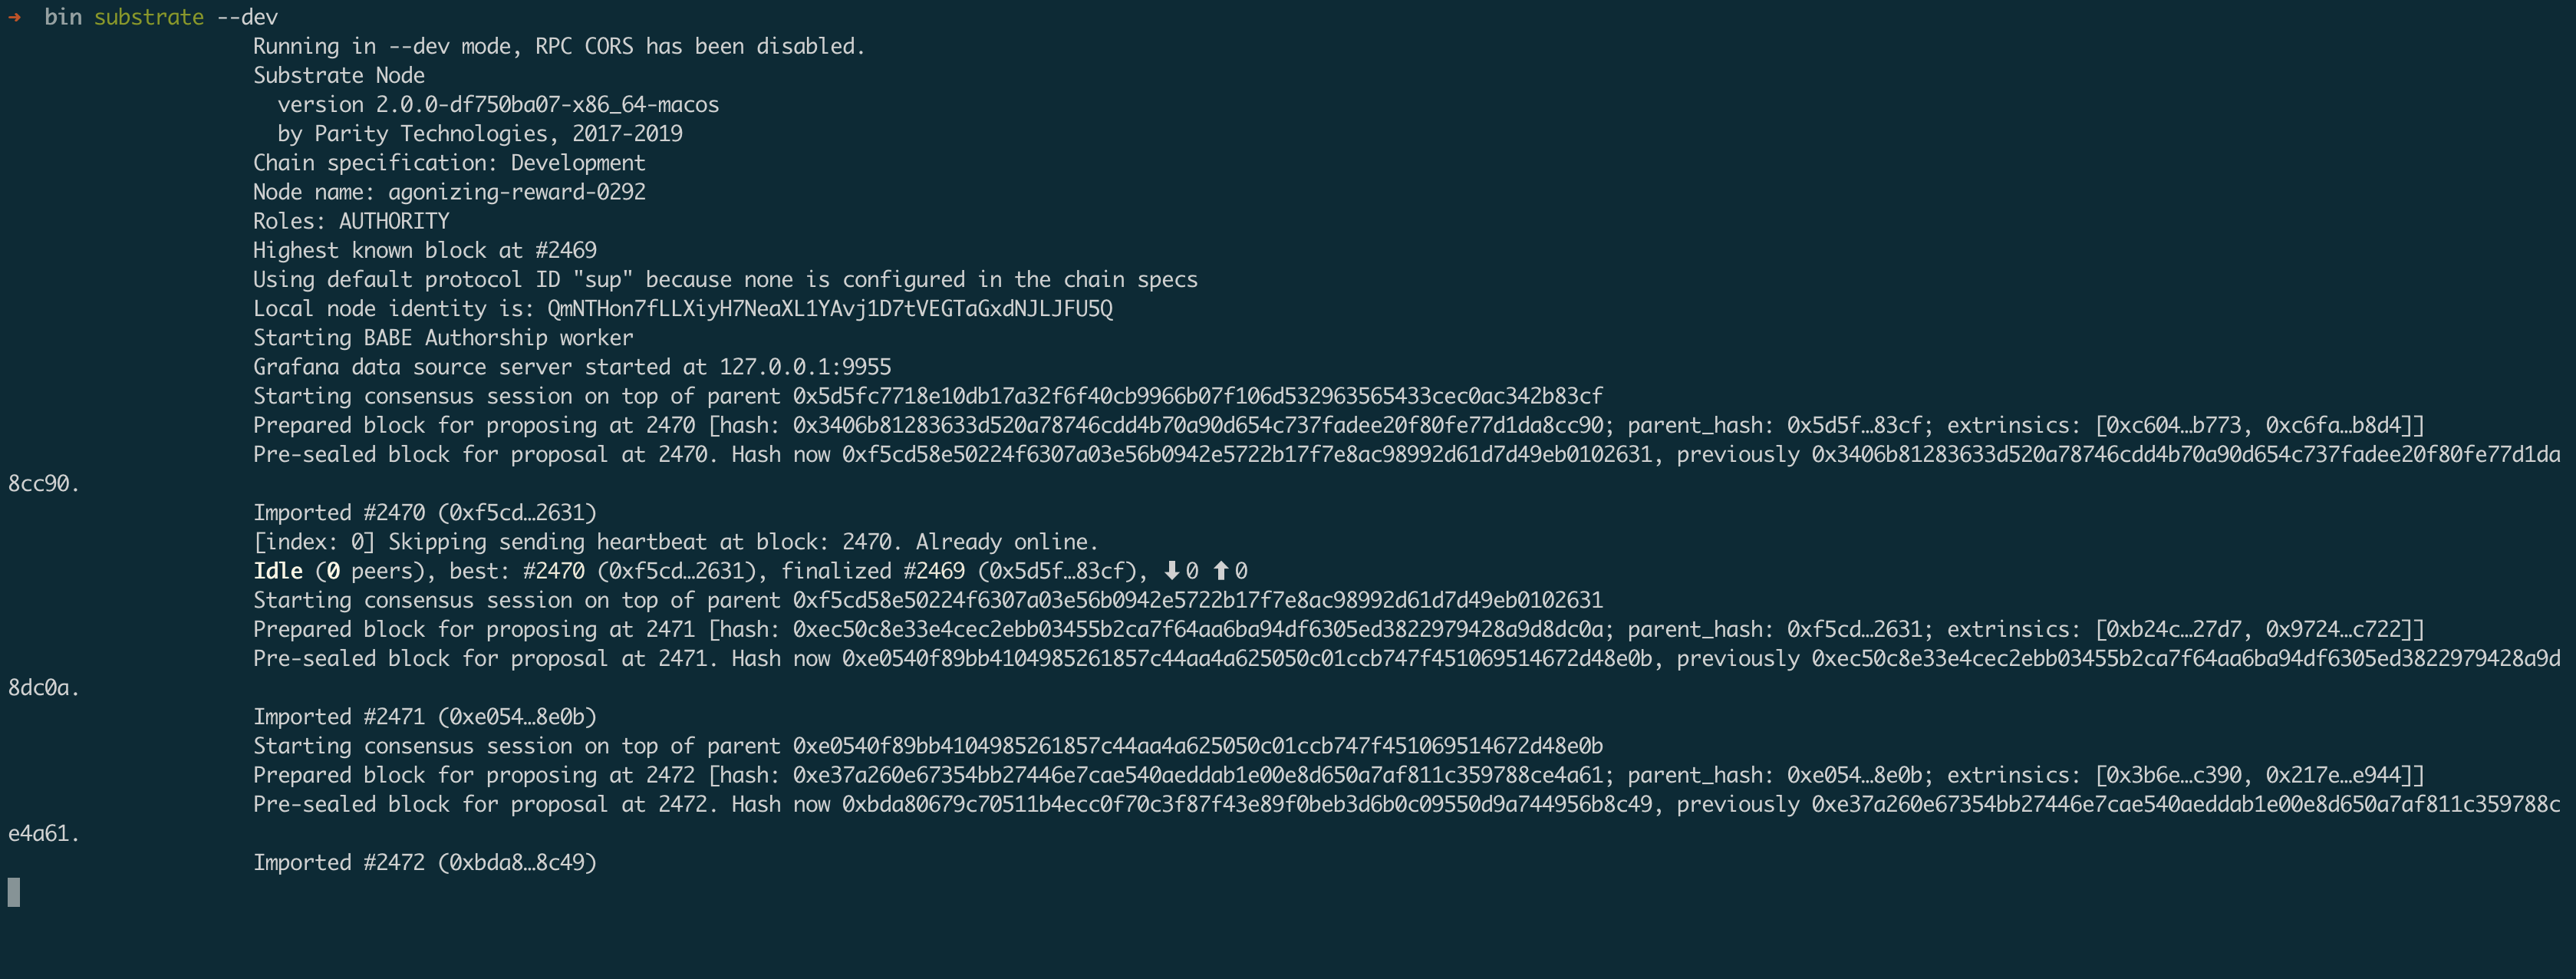 ➜ bin substrate --dev
Running in --dev mode, RPC CORS has been disabled.
Substrate Node
version 2.0.0-df750ba07-x86_64-macos
by Parity Technologies, 2017-2019
Chain specification: Development
Node name: agonizing-reward-0292
Roles: AUTHORITY
Highest known block at #2469
Using default protocol ID "sup" because none is configured in the chain specs
Local node identity is: QmNTHon7fLLXiyH7NeaXL1YAvj1D7tVEGTaGxdNJLJFU5Q
Starting BABE Authorship worker
Grafana data source server started at 127.0.0.1:9955
Starting consensus session on top of parent 0x5d5fc7718e10db17a32f6f40cb9966b07f106d532963565433cec0ac342b83cf
Prepared block for proposing at 2470 [hash: 0x3406b81283633d520a78746cdd4b70a90d654c737fadee20f80fe77d1da8cc90; parent_hash: 0x5d5f…83cf; extrinsics: [0xc604…b773, 0xc6fa…b8d4]]
Pre-sealed block for proposal at 2470. Hash now 0xf5cd58e50224f6307a03e56b0942e5722b17f7e8ac98992d61d7d49eb0102631, previously 0x3406b81283633d520a78746cdd4b70a90d654c737fadee20f80fe77d1da
8cc90.
Imported #2470 (0xf5cd…2631)
[index: 0] Skipping sending heartbeat at block: 2470. Already online.
Idle (0 peers), best: #2470 (0xf5cd…2631), finalized #2469 (0x5d5f…83cf), ⬇ 0 ⬆ 0
Starting consensus session on top of parent 0xf5cd58e50224f6307a03e56b0942e5722b17f7e8ac98992d61d7d49eb0102631
Prepared block for proposing at 2471 [hash: 0xec50c8e33e4cec2ebb03455b2ca7f64aa6ba94df6305ed3822979428a9d8dc0a; parent_hash: 0xf5cd…2631; extrinsics: [0xb24c…27d7, 0x9724…c722]]
Pre-sealed block for proposal at 2471. Hash now 0xe0540f89bb4104985261857c44aa4a625050c01ccb747f451069514672d48e0b, previously 0xec50c8e33e4cec2ebb03455b2ca7f64aa6ba94df6305ed3822979428a9d
8dc0a.
Imported #2471 (0xe054…8e0b)
Starting consensus session on top of parent 0xe0540f89bb4104985261857c44aa4a625050c01ccb747f451069514672d48e0b
Prepared block for proposing at 2472 [hash: 0xe37a260e67354bb27446e7cae540aeddab1e00e8d650a7af811c359788ce4a61; parent_hash: 0xe054…8e0b; extrinsics: [0x3b6e…c390, 0x217e…e944]]
Pre-sealed block for proposal at 2472. Hash now 0xbda80679c70511b4ecc0f70c3f87f43e89f0beb3d6b0c09550d9a744956b8c49, previously 0xe37a260e67354bb27446e7cae540aeddab1e00e8d650a7af811c359788c
e4a61.
Imported #2472 (0xbda8…8c49)